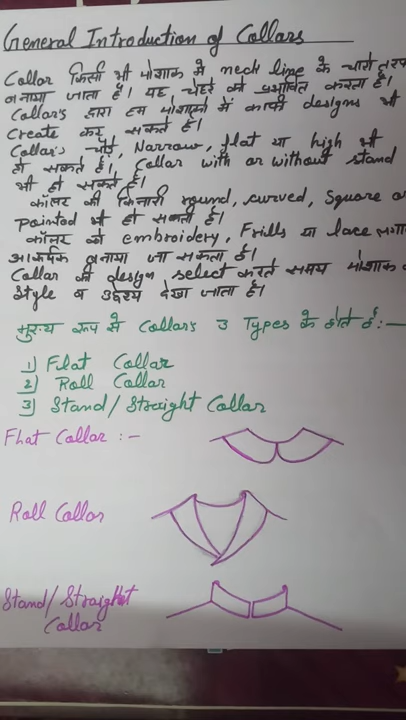 General Introduction of Collars
Collar किसी भी पोशाक में neck line के चारो तरफ
बनाया जाता है। यह चेहरे को प्रभावित करता है।
Collar's द्वारा हम पोशाको में काफी designs भी
Create कर सकते है।
Collar's चौड़े, Narrow, flat या high भी
हो सकते है, Collar with or without stand
भी हो सकते है।
कॉलर की किनारी round, curved, Square or
pointed भी हो सकती है।
कॉलर को embroidery, Frills या lace लगा
आकर्षक बनाया जा सकता है।
Collar की design select करते समय पोशाक
Style व उद्देश्य देखा जाता है।
मुख्य रूप से Collars 3 Types के होते है:—
1) Flat Collar
2) Roll Collar
3) Stand/Straight Collar
Flat Collar :-
Roll Collar
Stand/Straight
Collar